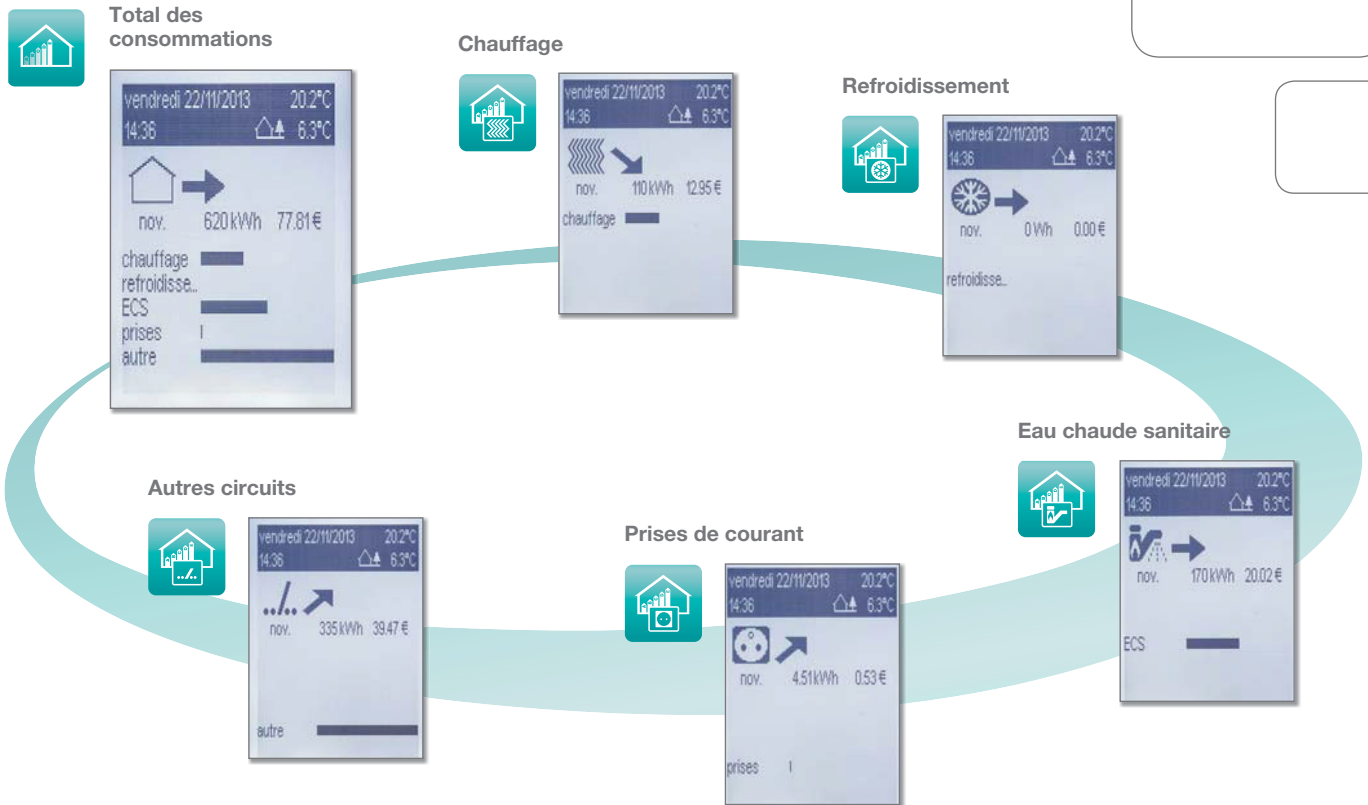 Total des
consommations
vendredi 22/11/2013 20.2°C
14:36 6.3°C
nov. 620 kWh 77.81 €
chauffage
refroidisse...
ECS
prises
autre
Chauffage
vendredi 22/11/2013 20.2°C
14:36 6.3°C
nov. 110 kWh 12.95 €
chauffage
Refroidissement
vendredi 22/11/2013 20.2°C
14:36 6.3°C
nov. 0 Wh 0.00 €
refroidisse...
Eau chaude sanitaire
vendredi 22/11/2013 20.2°C
14:36 6.3°C
nov. 170 kWh 20.02 €
ECS
Prises de courant
vendredi 22/11/2013 20.2°C
14:36 6.3°C
nov. 4.51 kWh 0.53 €
prises
Autres circuits
vendredi 22/11/2013 20.2°C
14:36 6.3°C
../..
nov. 335 kWh 39.47 €
autre